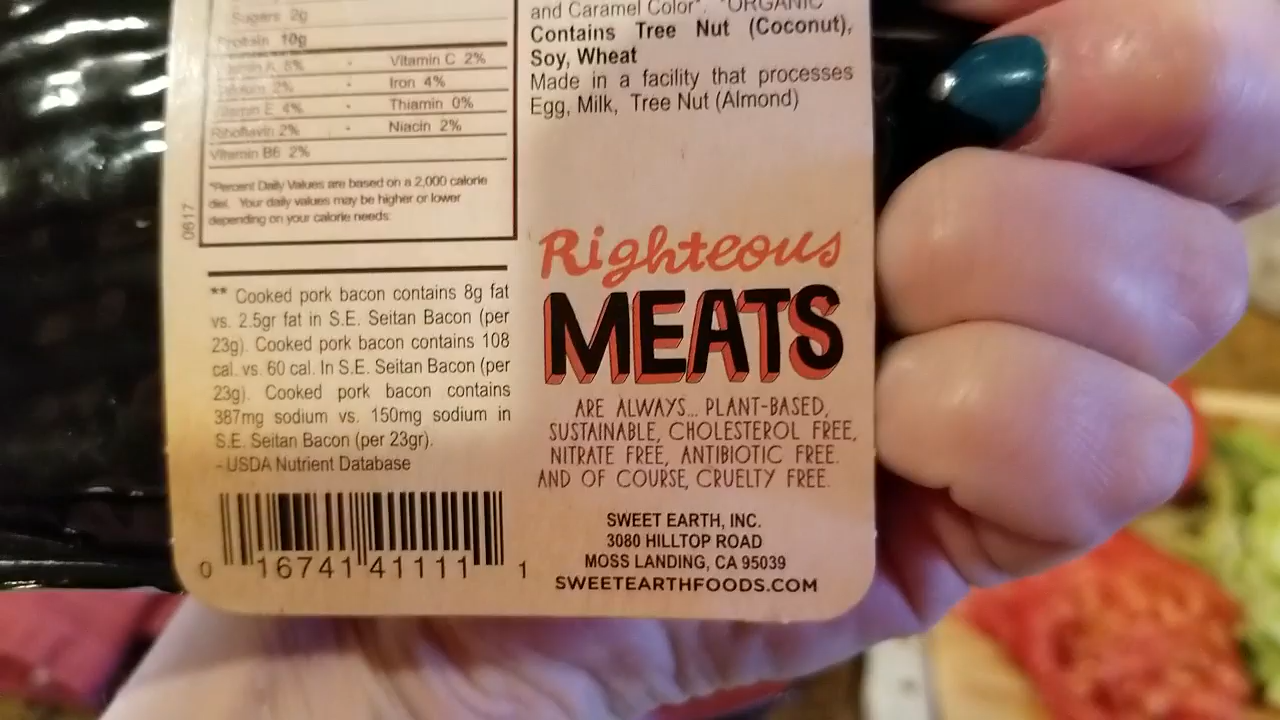 Sugars 2g
Protein 10g
Vitamin A 8% - Vitamin C 2%
Calcium 2% - Iron 4%
Vitamin E 4% - Thiamin 0%
Riboflavin 2% - Niacin 2%
Vitamin B6 2%
*Percent Daily Values are based on a 2,000 calorie
diet. Your daily values may be higher or lower
depending on your calorie needs:
0617
** Cooked pork bacon contains 8g fat
vs. 2.5gr fat in S.E. Seitan Bacon (per
23g). Cooked pork bacon contains 108
cal. vs. 60 cal. In S.E. Seitan Bacon (per
23g). Cooked pork bacon contains
387mg sodium vs. 150mg sodium in
S.E. Seitan Bacon (per 23gr).
- USDA Nutrient Database
0 16741 41111 1
and Caramel Color*. *ORGANIC
Contains Tree Nut (Coconut),
Soy, Wheat
Made in a facility that processes
Egg, Milk, Tree Nut (Almond)
Righteous
MEATS
ARE ALWAYS... PLANT-BASED,
SUSTAINABLE, CHOLESTEROL FREE,
NITRATE FREE, ANTIBIOTIC FREE.
AND OF COURSE, CRUELTY FREE.
SWEET EARTH, INC.
3080 HILLTOP ROAD
MOSS LANDING, CA 95039
SWEETEARTHFOODS.COM